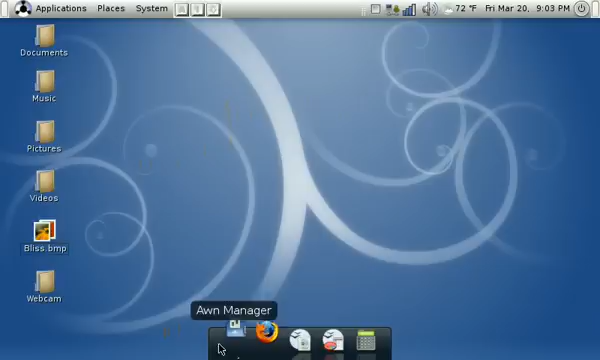 Applications Places System 72 °F Fri Mar 20, 9:03 PM
Documents
Music
Pictures
Videos
Bliss.bmp
Webcam
Awn Manager